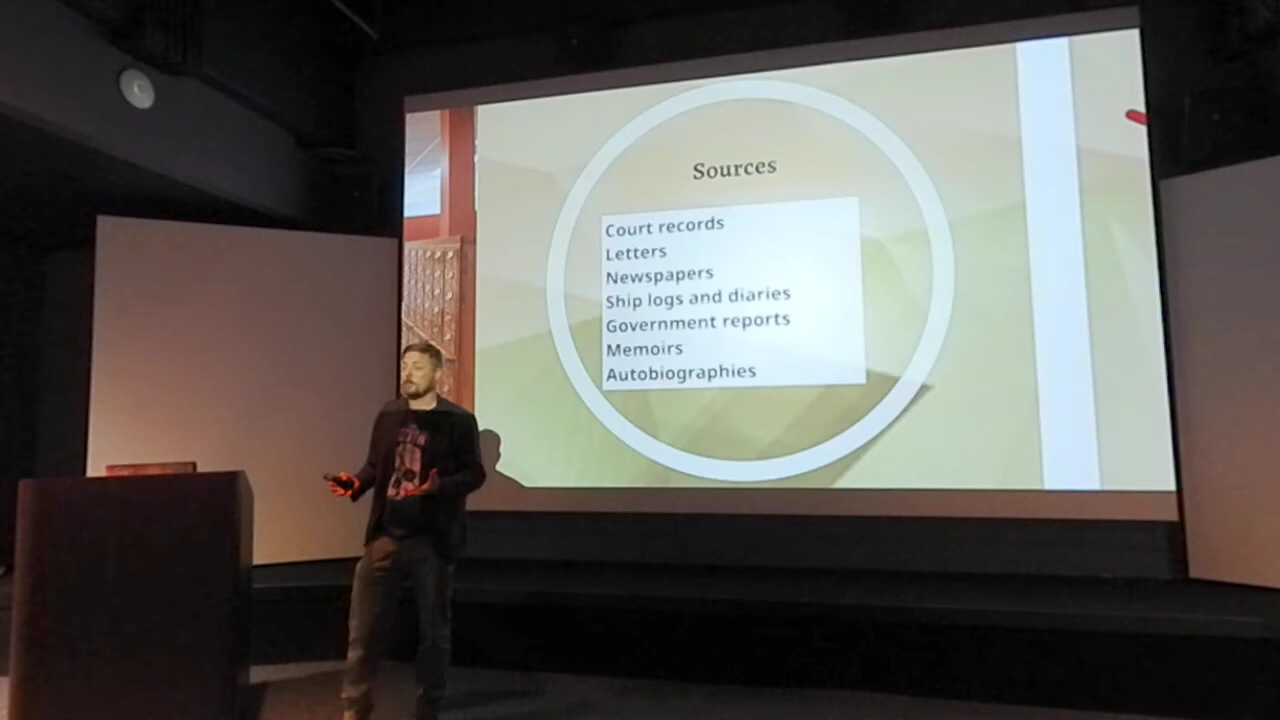 Sources
Court records
Letters
Newspapers
Ship logs and diaries
Government reports
Memoirs
Autobiographies